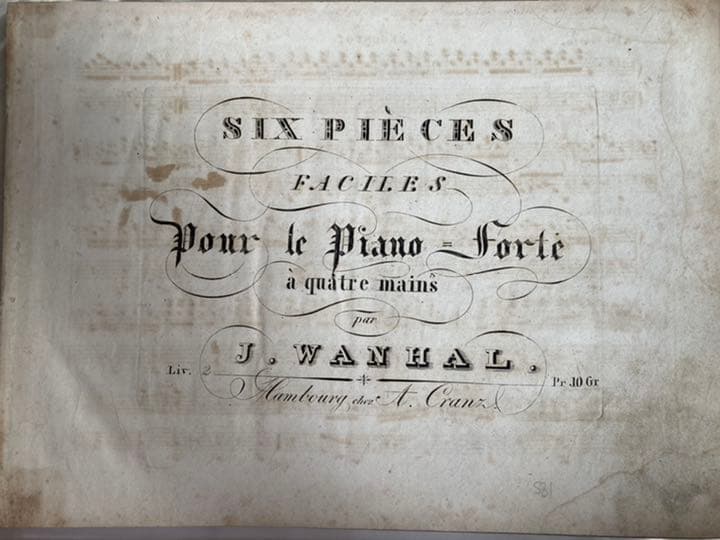 SIX PIÈCES
FACILES
Pour le Piano=Forte
à quatre mains
par
J. WANHAL.
Liv. 2 Pr. 10 Gr
Hambourg chez A. Cranz.
581